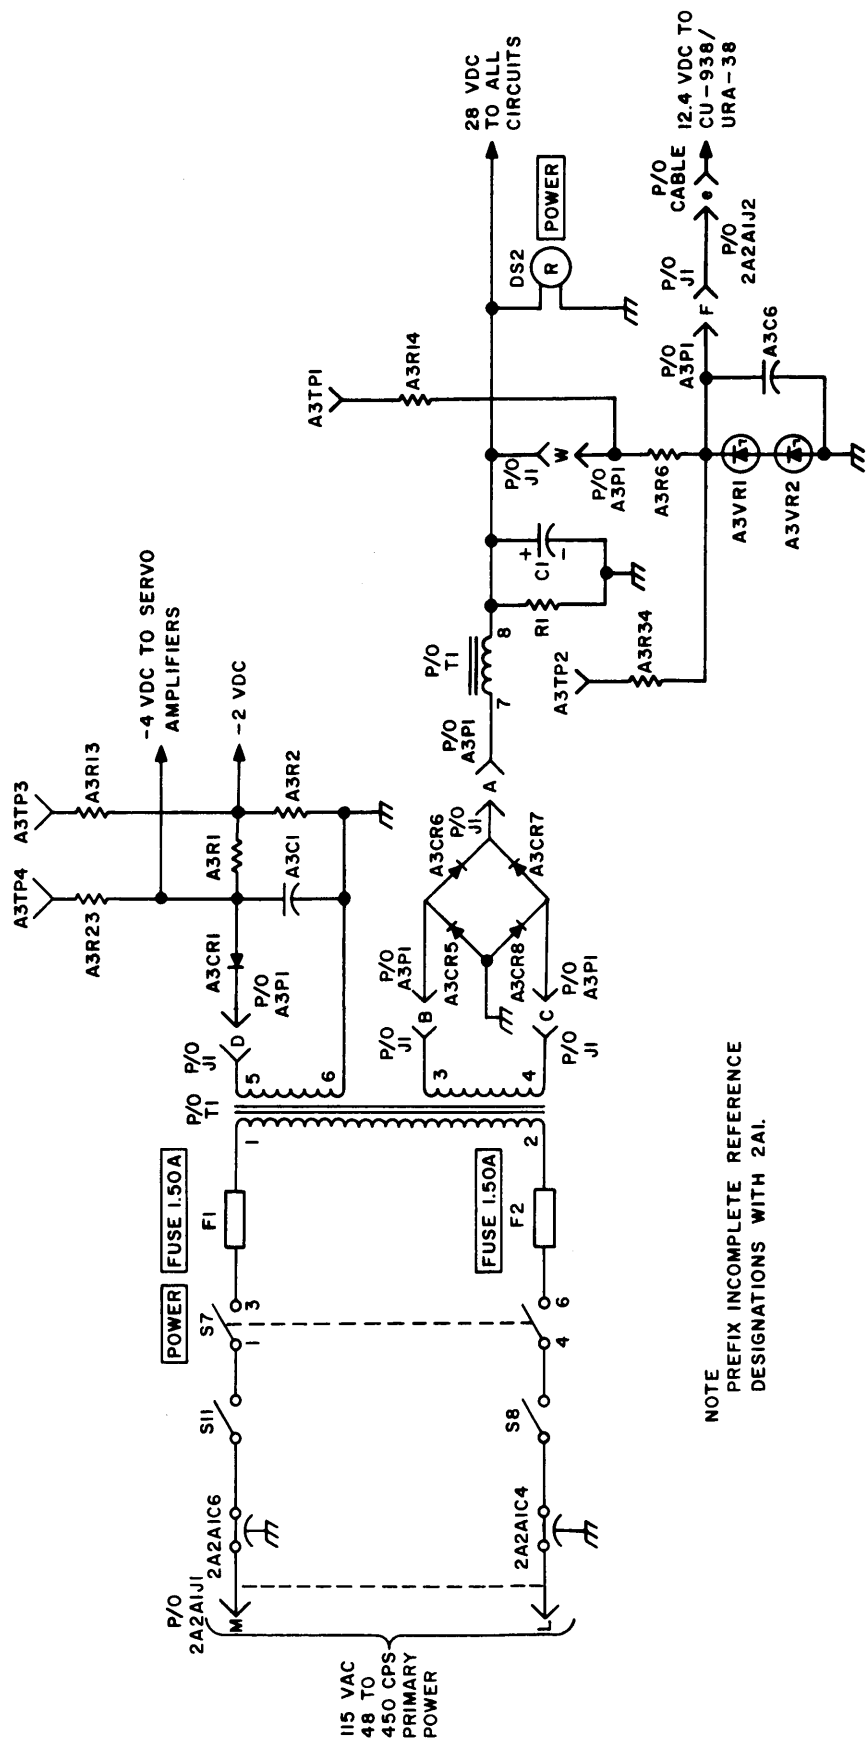 115 VAC
48 TO
450 CPS
PRIMARY
POWER
P/O
2A2A1J1
M
L
2A2A1C6
2A2A1C4
S11
S8
POWER
S7
1
3
4
6
FUSE 1.50A
F1
FUSE 1.50A
F2
1
2
P/O
T1
5
6
3
4
P/O
J1
D
P/O
A3P1
A3CR1
A3TP4
A3R23
A3TP3
A3R13
A3R1
A3C1
A3R2
-4 VDC TO SERVO
AMPLIFIERS
-2 VDC
P/O
J1
B
P/O
A3P1
P/O
J1
C
P/O
A3P1
A3CR5
A3CR6
A3CR8
A3CR7
P/O
J1
A
P/O
A3P1
P/O
T1
7
8
R1
C1
+
-
A3TP2
A3R34
P/O
J1
W
P/O
A3P1
A3R6
A3TP1
A3R14
A3VR1
A3VR2
A3C6
DS2
R
POWER
28 VDC
TO ALL
CIRCUITS
P/O
A3P1
F
P/O
J1
P/O
2A2A1J2
e
P/O
CABLE
12.4 VDC TO
CU-938/
URA-38
NOTE
PREFIX INCOMPLETE REFERENCE
DESIGNATIONS WITH 2A1.